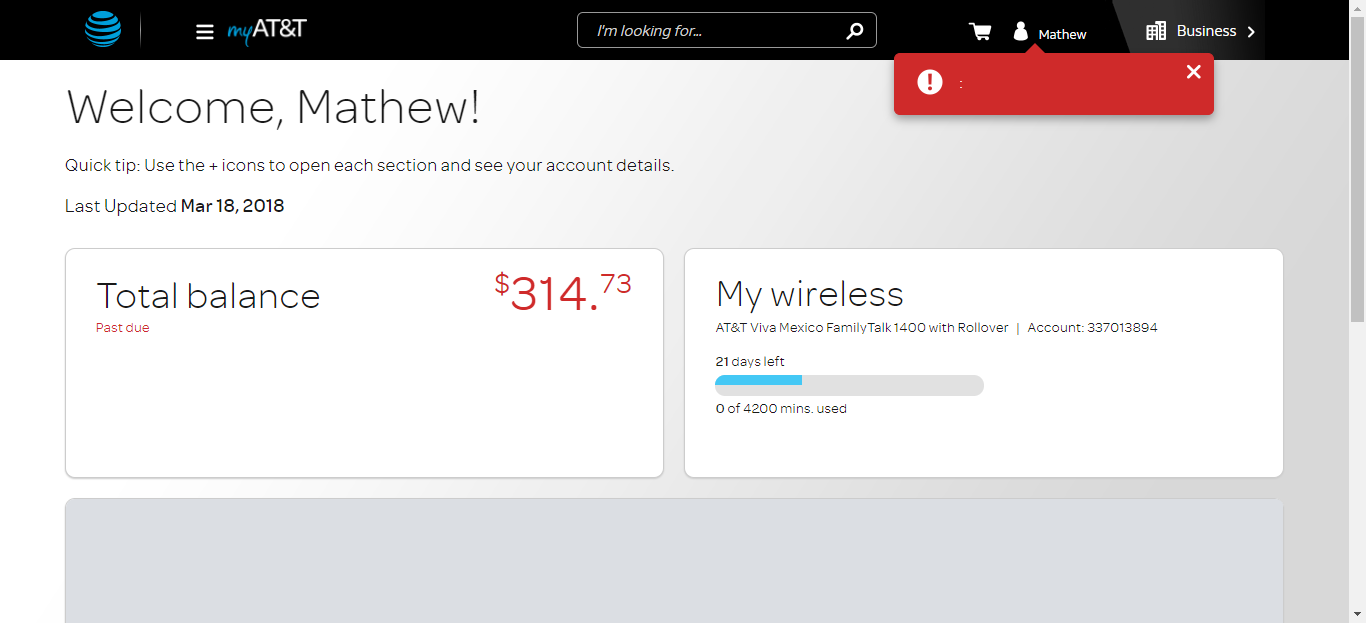 myAT&T
I'm looking for...
Mathew
Business
:
Welcome, Mathew!
Quick tip: Use the + icons to open each section and see your account details.
Last Updated Mar 18, 2018
Total balance
$314.73
Past due
My wireless
AT&T Viva Mexico FamilyTalk 1400 with Rollover | Account: 337013894
21 days left
0 of 4200 mins. used